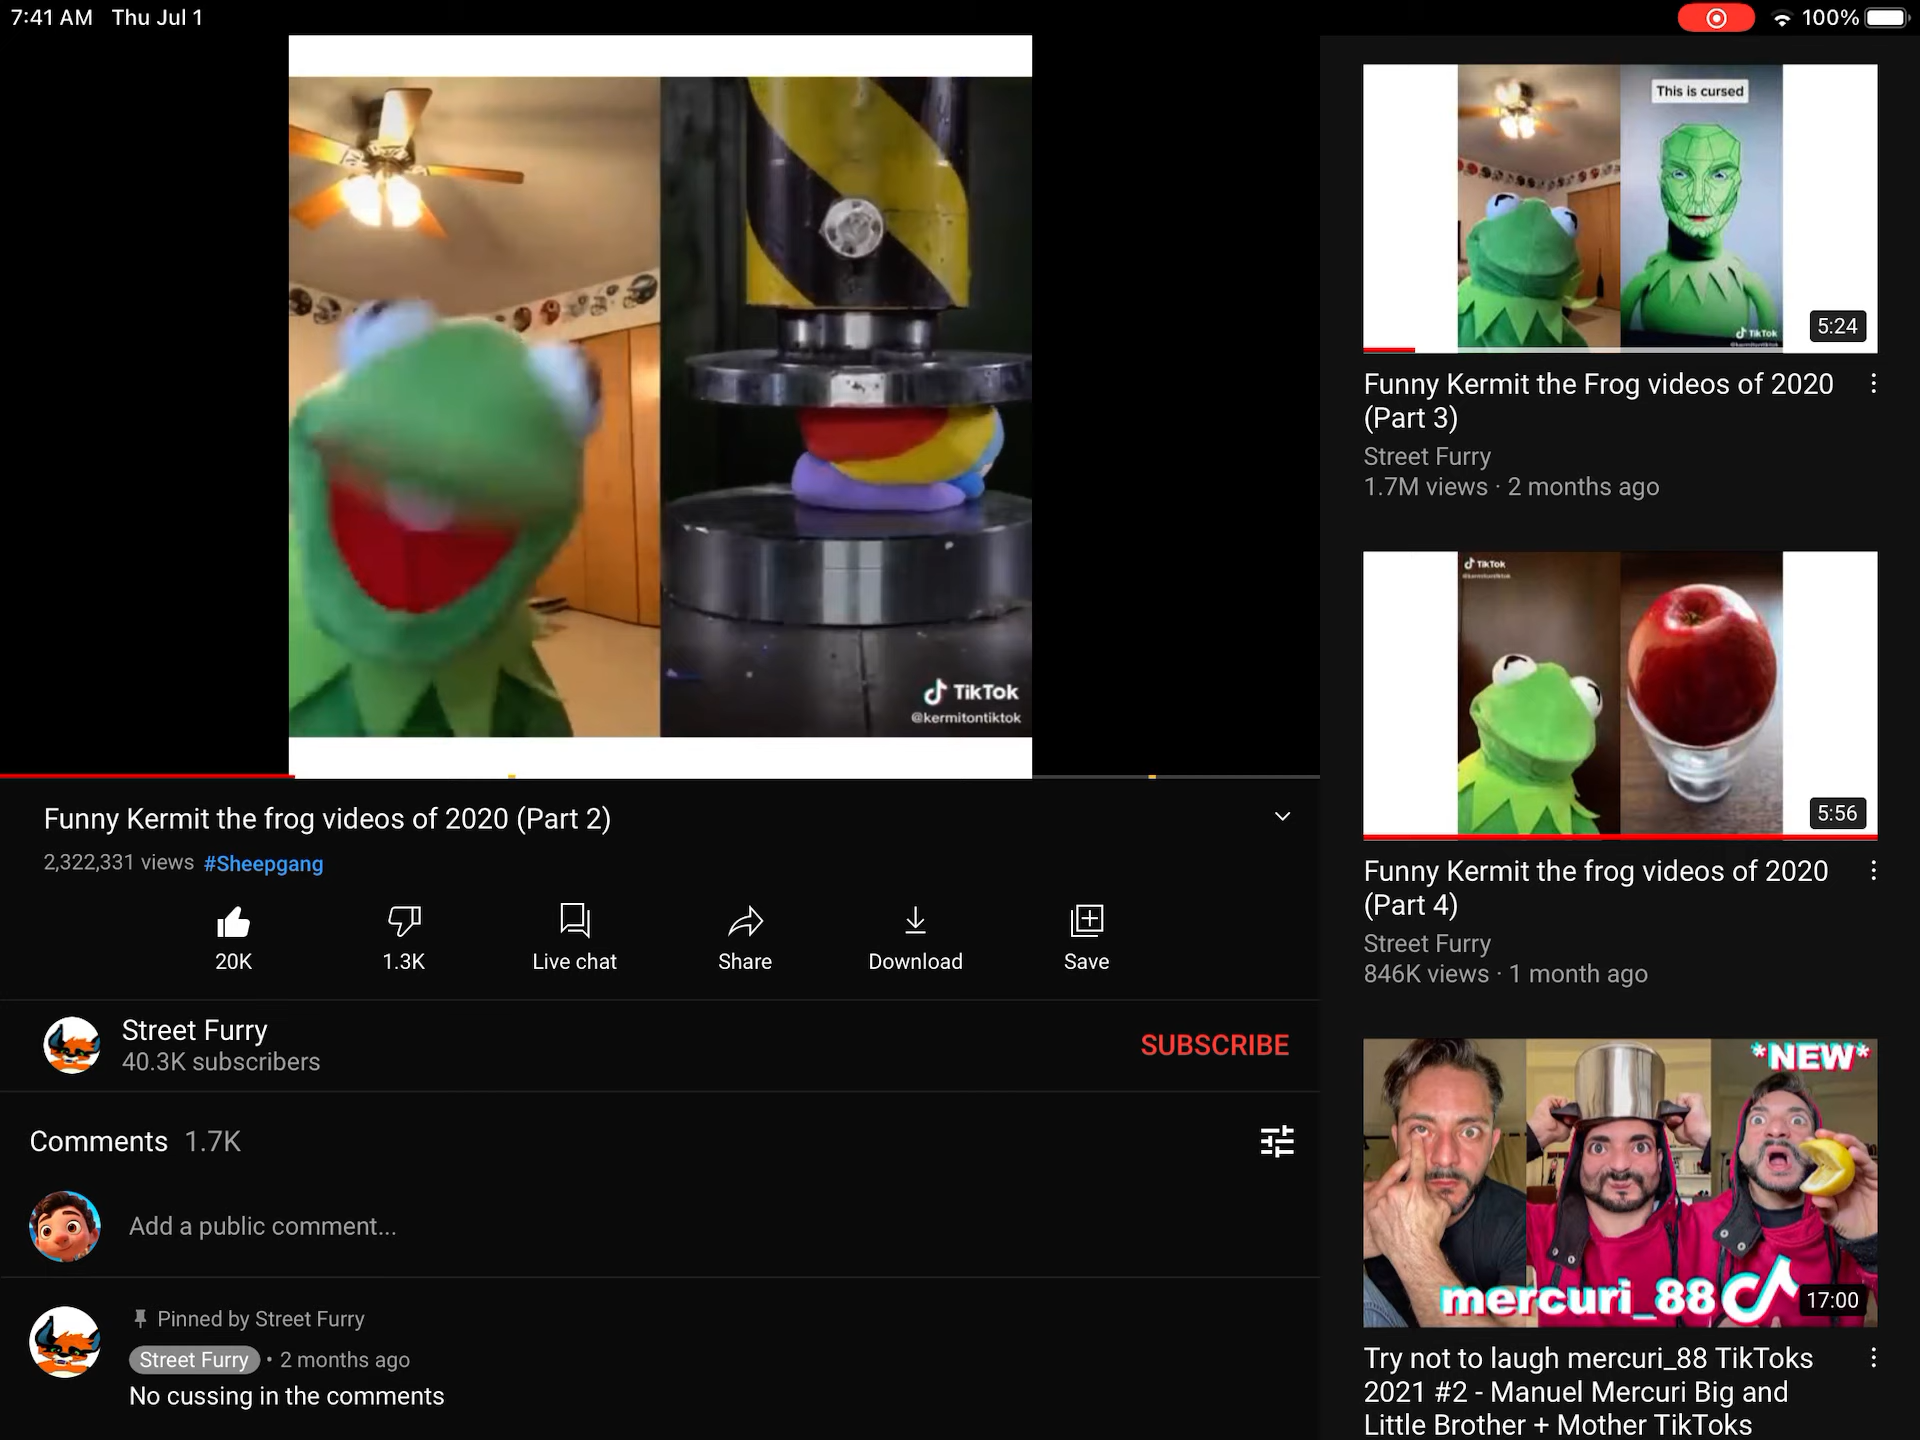 7:41 AM Thu Jul 1
100%
TikTok
@kermitontiktok
Funny Kermit the frog videos of 2020 (Part 2)
2,322,331 views #Sheepgang
20K
1.3K
Live chat
Share
Download
Save
Street Furry
40.3K subscribers
SUBSCRIBE
Comments 1.7K
Add a public comment...
Pinned by Street Furry
Street Furry • 2 months ago
No cussing in the comments
This is cursed
TikTok
@kermitontiktok
5:24
Funny Kermit the Frog videos of 2020
(Part 3)
Street Furry
1.7M views · 2 months ago
TikTok
@kermitontiktok
5:56
Funny Kermit the frog videos of 2020
(Part 4)
Street Furry
846K views · 1 month ago
*NEW*
mercuri_88
17:00
Try not to laugh mercuri_88 TikToks
2021 #2 - Manuel Mercuri Big and
Little Brother + Mother TikToks